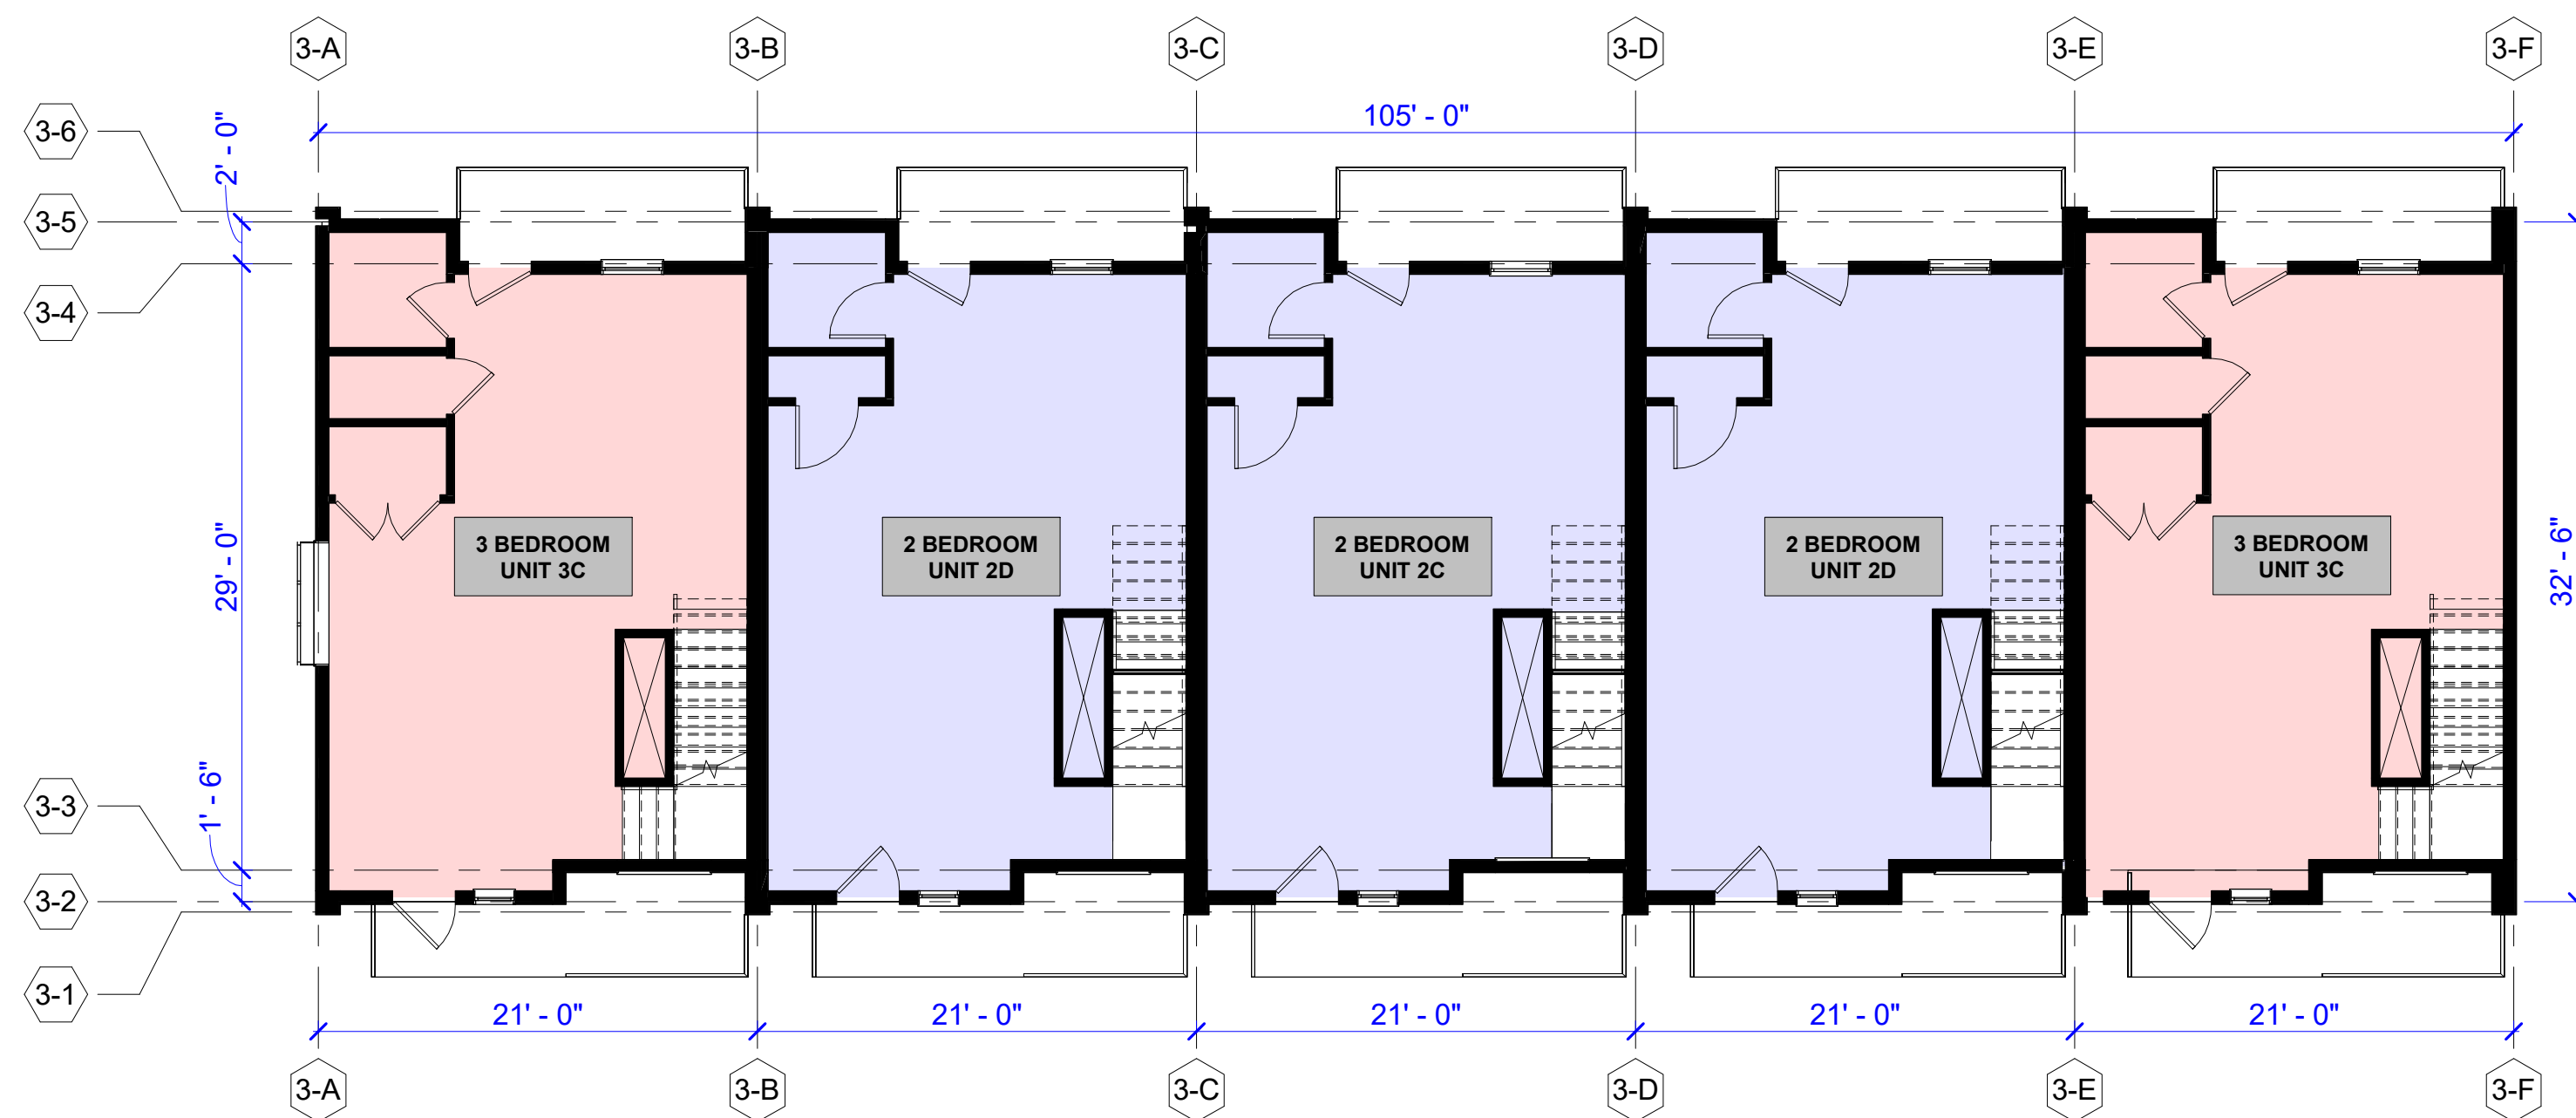 3-A
3-B
3-C
3-D
3-E
3-F
105' - 0"
3-6
3-5
3-4
2' - 0"
29' - 0"
32' - 6"
3 BEDROOM
UNIT 3C
2 BEDROOM
UNIT 2D
2 BEDROOM
UNIT 2C
2 BEDROOM
UNIT 2D
3 BEDROOM
UNIT 3C
1' - 6"
3-3
3-2
3-1
21' - 0"
21' - 0"
21' - 0"
21' - 0"
21' - 0"
3-A
3-B
3-C
3-D
3-E
3-F